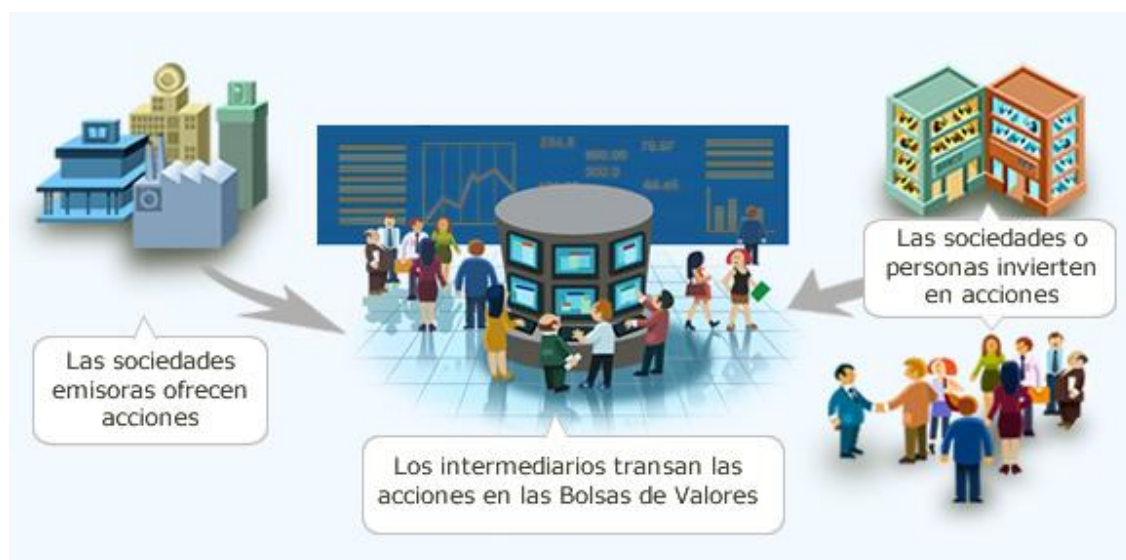 Las sociedades
emisoras ofrecen
acciones
Los intermediarios transan las
acciones en las Bolsas de Valores
Las sociedades o
personas invierten
en acciones